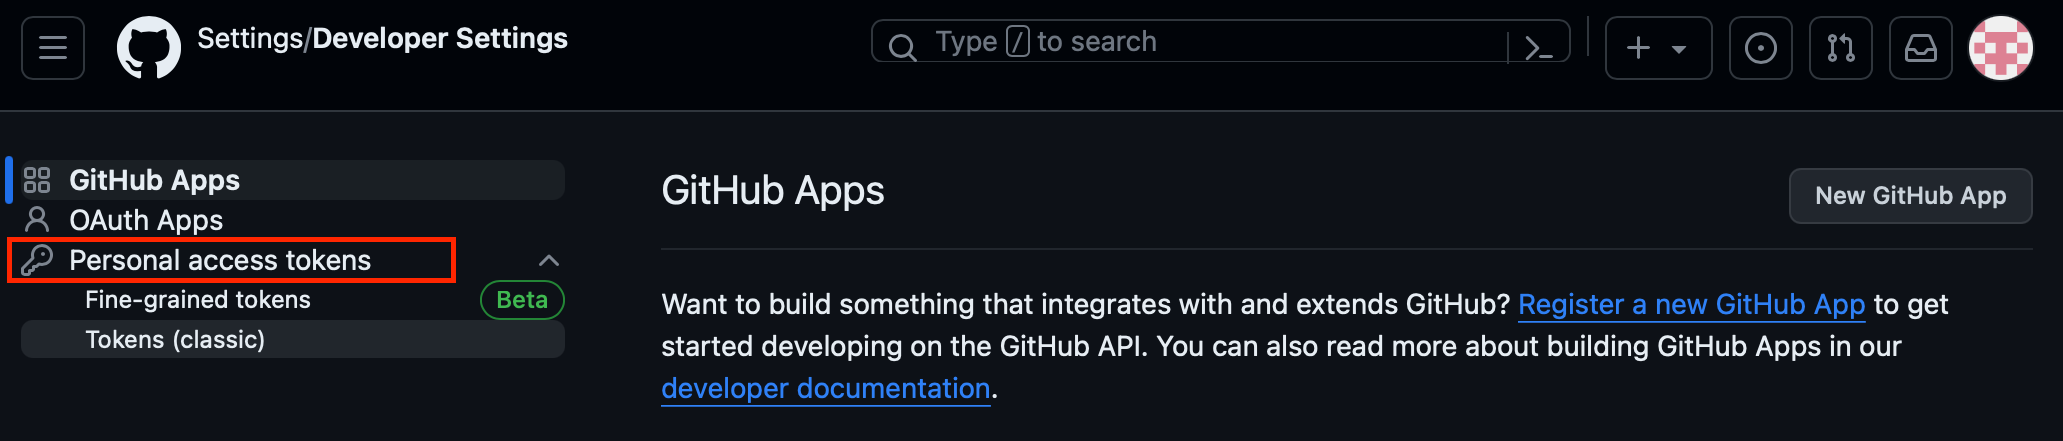 Settings/Developer Settings
Type / to search
GitHub Apps
OAuth Apps
Personal access tokens
Fine-grained tokens
Beta
Tokens (classic)
GitHub Apps
New GitHub App
Want to build something that integrates with and extends GitHub? Register a new GitHub App to get
started developing on the GitHub API. You can also read more about building GitHub Apps in our
developer documentation.